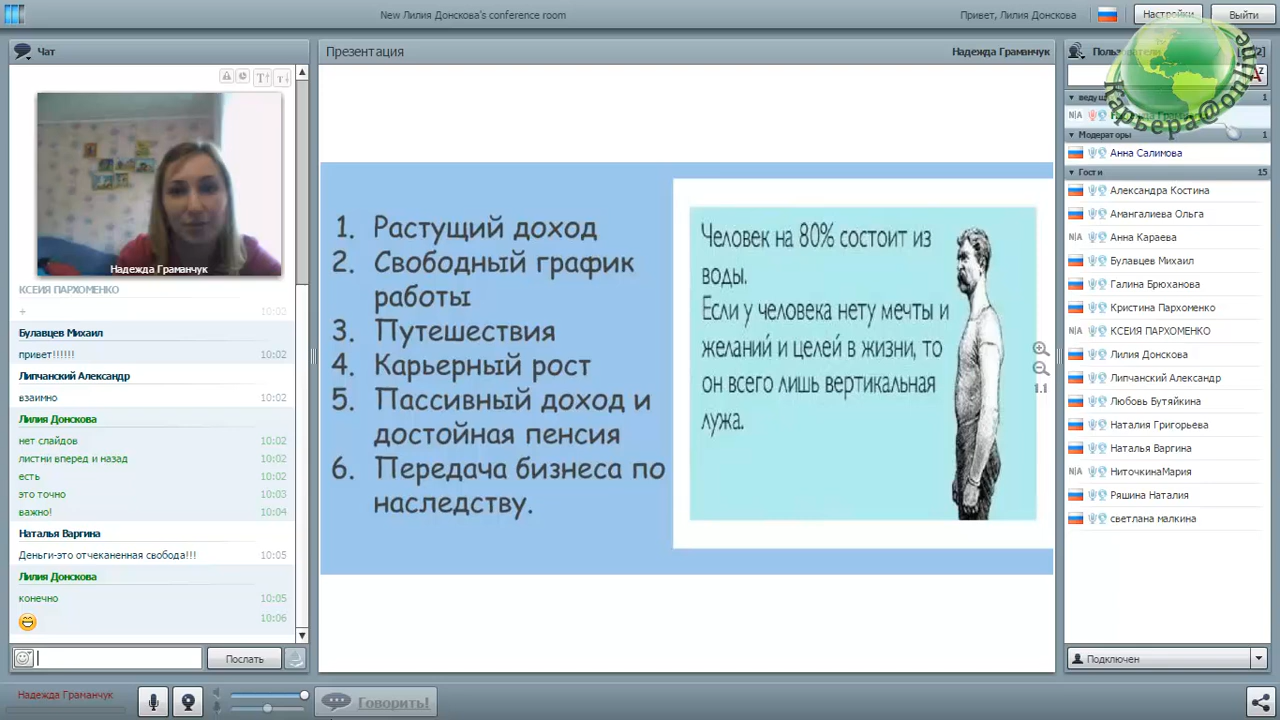 New Лилия Донскова's conference room
Привет, Лилия Донскова
Настройки
Выйти
Чат
Надежда Граманчук
КСЕИЯ ПАРХОМЕНКО
+ 10:02
Булавцев Михаил
привет!!!!!! 10:02
Липчанский Александр
взаимно 10:02
Лилия Донскова
нет слайдов 10:02
листни вперед и назад 10:02
есть 10:02
это точно 10:03
важно! 10:04
Наталья Варгина
Деньги-это отчеканенная свобода!!! 10:05
Лилия Донскова
конечно 10:05
10:06
Послать
Надежда Граманчук
Говорить!
Презентация
Надежда Граманчук
1. Растущий доход
2. Свободный график
работы
3. Путешествия
4. Карьерный рост
5. Пассивный доход и
достойная пенсия
6. Передача бизнеса по
наследству.
Человек на 80% состоит из
воды.
Если у человека нету мечты и
желаний и целей в жизни, то
он всего лишь вертикальная
лужа.
1.1
Карьера@online
Модераторы 1
Анна Салимова
Гости 15
Александра Костина
Амангалиева Ольга
N/A Анна Караева
Булавцев Михаил
Галина Брюханова
Кристина Пархоменко
N/A КСЕИЯ ПАРХОМЕНКО
Лилия Донскова
Липчанский Александр
Любовь Бутяйкина
Наталия Григорьева
Наталья Варгина
N/A НиточкинаМария
Ряшина Наталия
светлана малкина
Подключен